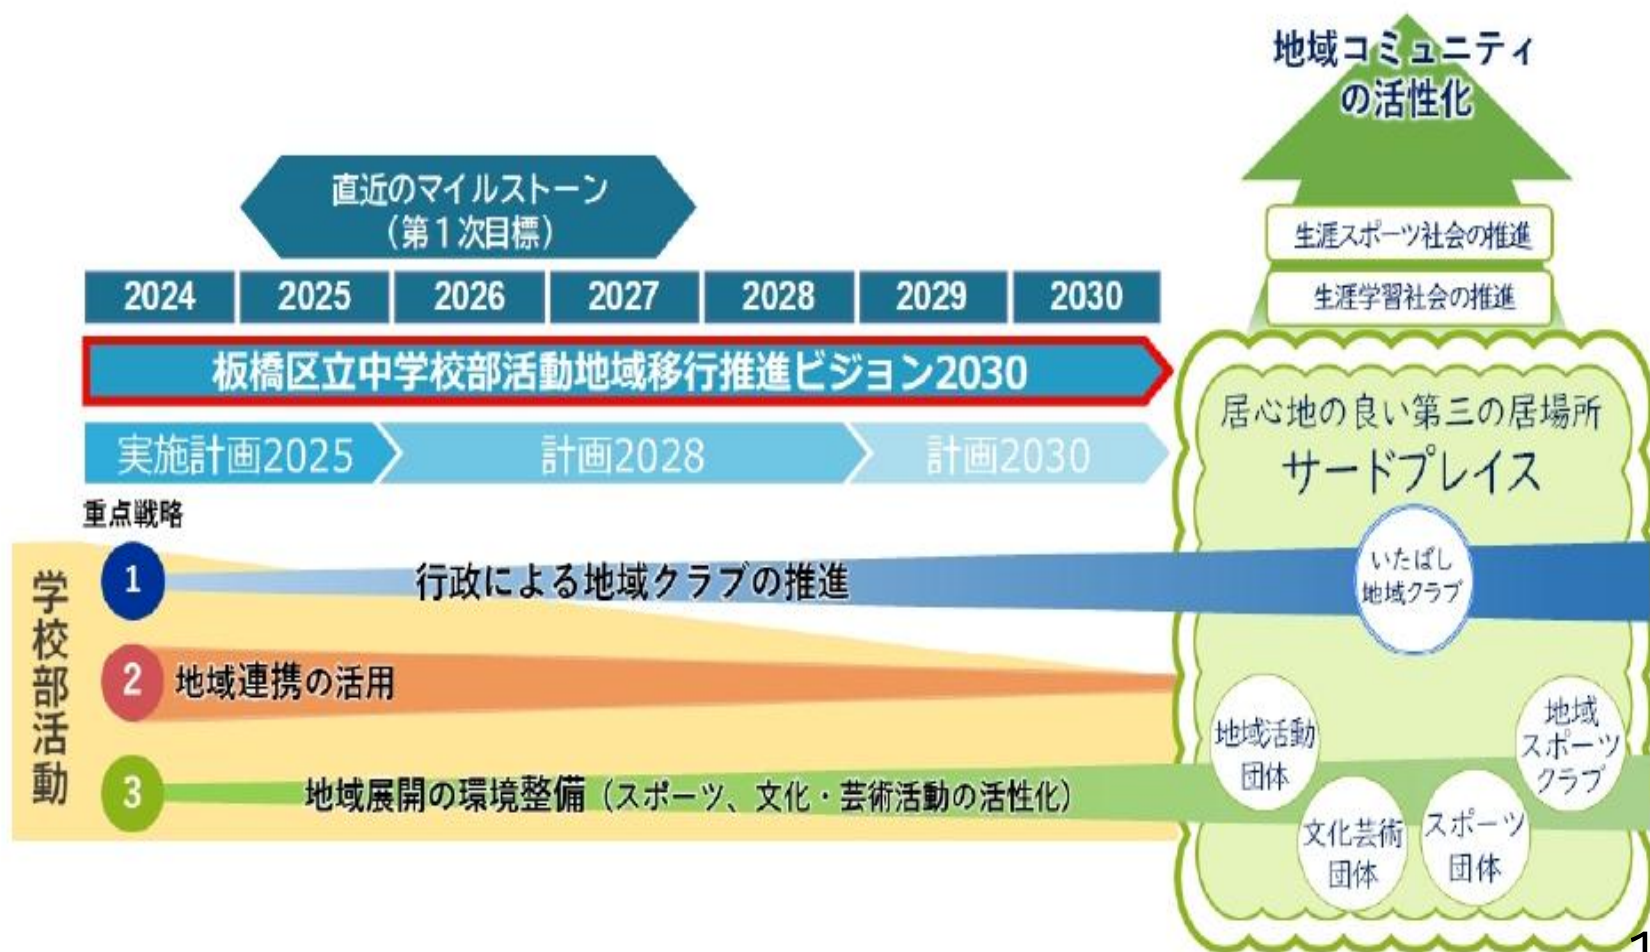 地域コミュニティ
の活性化
直近のマイルストーン
(第1次目標)
生涯スポーツ社会の推進
生涯学習社会の推進
2024 2025 2026 2027 2028 2029 2030
板橋区立中学校部活動地域移行推進ビジョン2030
実施計画2025 計画2028 計画2030
居心地の良い第三の居場所
サードプレイス
重点戦略
学校部活動
1 行政による地域クラブの推進
いたばし
地域クラブ
2 地域連携の活用
3 地域展開の環境整備(スポーツ、文化・芸術活動の活性化)
地域活動
団体
地域
スポーツ
クラブ
文化芸術
団体
スポーツ
団体